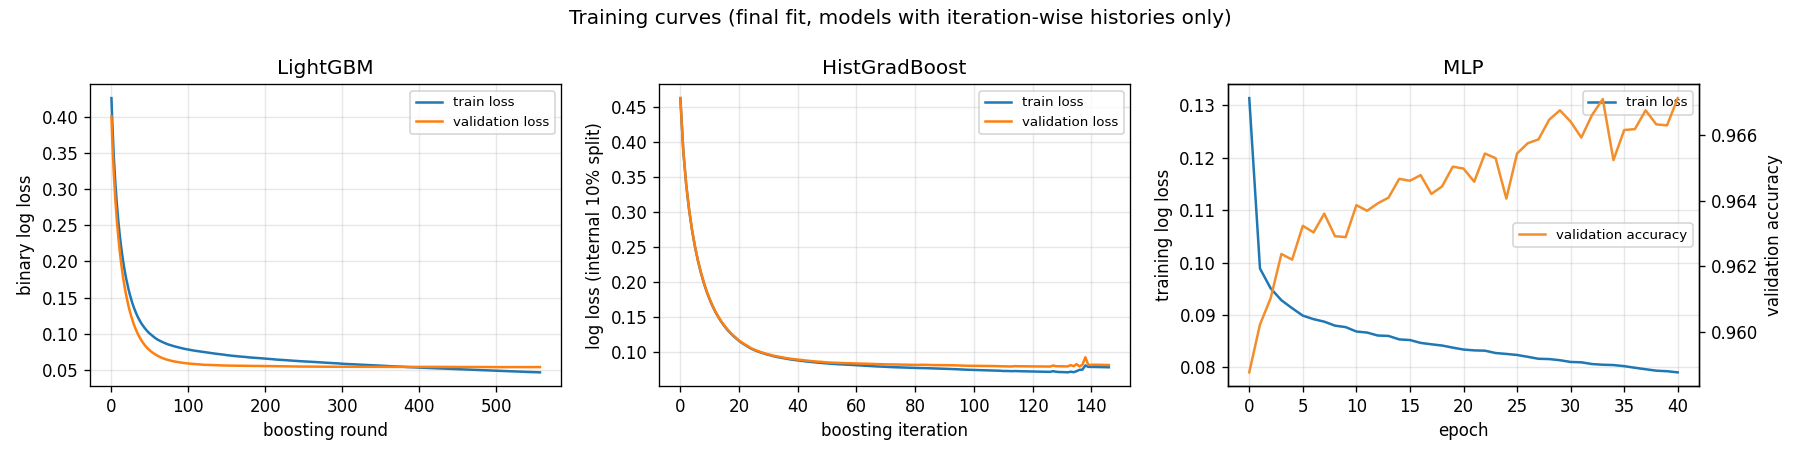 Training curves (final fit, models with iteration-wise histories only)
LightGBM
binary log loss
0.40
0.35
0.30
0.25
0.20
0.15
0.10
0.05
train loss
validation loss
0 100 200 300 400 500
boosting round
HistGradBoost
log loss (internal 10% split)
0.45
0.40
0.35
0.30
0.25
0.20
0.15
0.10
train loss
validation loss
0 20 40 60 80 100 120 140
boosting iteration
MLP
training log loss
0.13
0.12
0.11
0.10
0.09
0.08
train loss
validation accuracy
0.966
0.964
0.962
0.960
validation accuracy
0 5 10 15 20 25 30 35 40
epoch